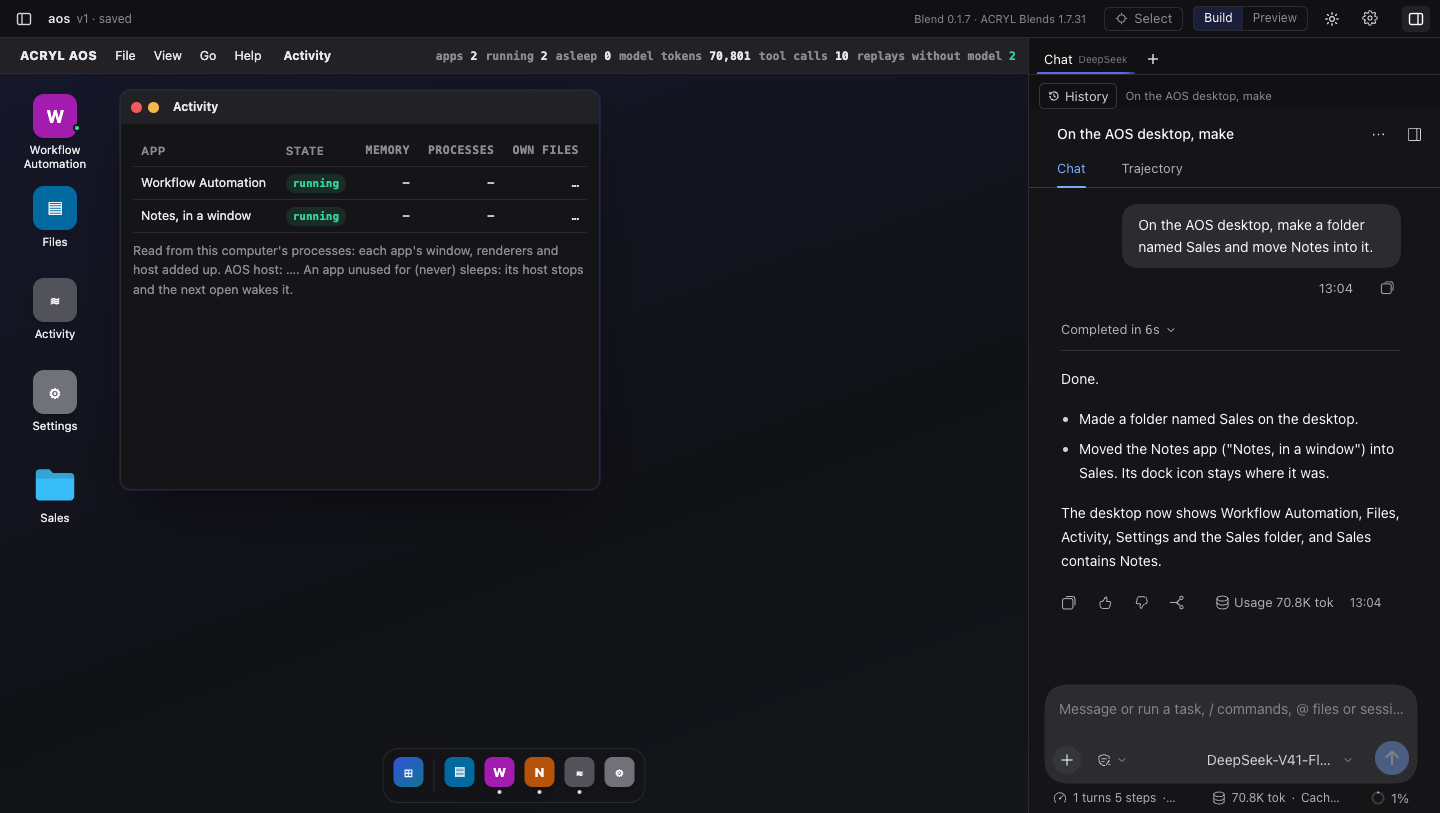 aos v1 · saved
Blend 0.1.7 · ACRYL Blends 1.7.31
Select
Build
Preview
ACRYL AOS File View Go Help Activity
apps 2 running 2 asleep 0 model tokens 70,801 tool calls 10 replays without model 2
W
Workflow
Automation
Files
Activity
Settings
Sales
Activity
APP STATE MEMORY PROCESSES OWN FILES
Workflow Automation running – – …
Notes, in a window running – – …
Read from this computer's processes: each app's window, renderers and
host added up. AOS host: …. An app unused for (never) sleeps: its host stops
and the next open wakes it.
W N
Chat DeepSeek
History On the AOS desktop, make
On the AOS desktop, make
Chat Trajectory
On the AOS desktop, make a folder
named Sales and move Notes into it.
13:04
Completed in 6s
Done.
• Made a folder named Sales on the desktop.
• Moved the Notes app ("Notes, in a window") into
Sales. Its dock icon stays where it was.
The desktop now shows Workflow Automation, Files,
Activity, Settings and the Sales folder, and Sales
contains Notes.
Usage 70.8K tok 13:04
Message or run a task, / commands, @ files or sessi...
DeepSeek-V41-Fl...
1 turns 5 steps ·...
70.8K tok · Cach...
1%